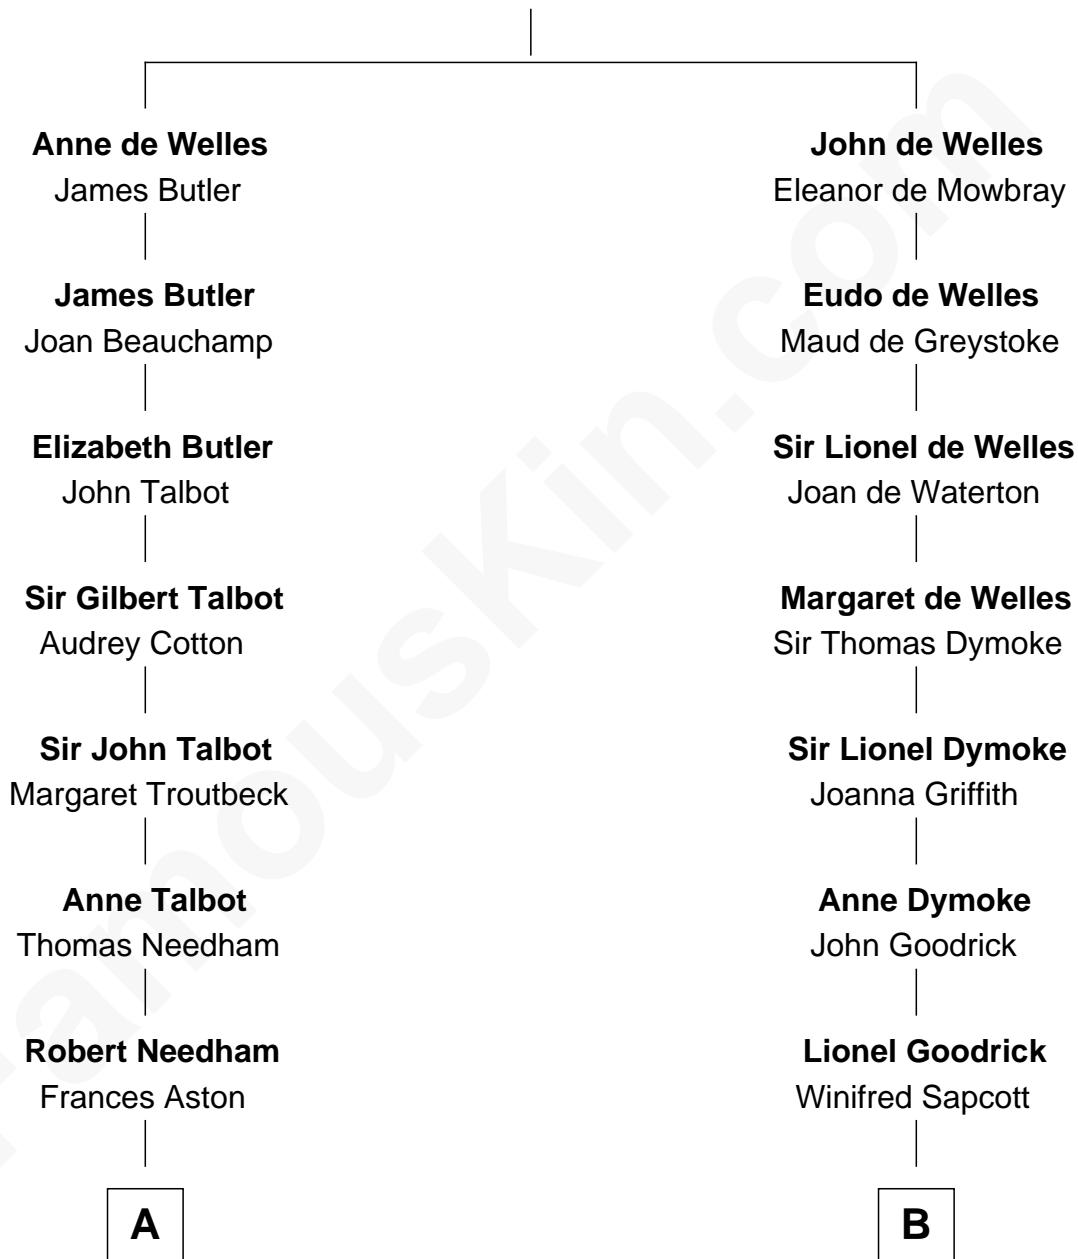 Anne de Welles
James Butler
James Butler
Joan Beauchamp
Elizabeth Butler
John Talbot
Sir Gilbert Talbot
Audrey Cotton
Sir John Talbot
Margaret Troutbeck
Anne Talbot
Thomas Needham
Robert Needham
Frances Aston
A
John de Welles
Eleanor de Mowbray
Eudo de Welles
Maud de Greystoke
Sir Lionel de Welles
Joan de Waterton
Margaret de Welles
Sir Thomas Dymoke
Sir Lionel Dymoke
Joanna Griffith
Anne Dymoke
John Goodrick
Lionel Goodrick
Winifred Sapcott
B
FamousKin.com